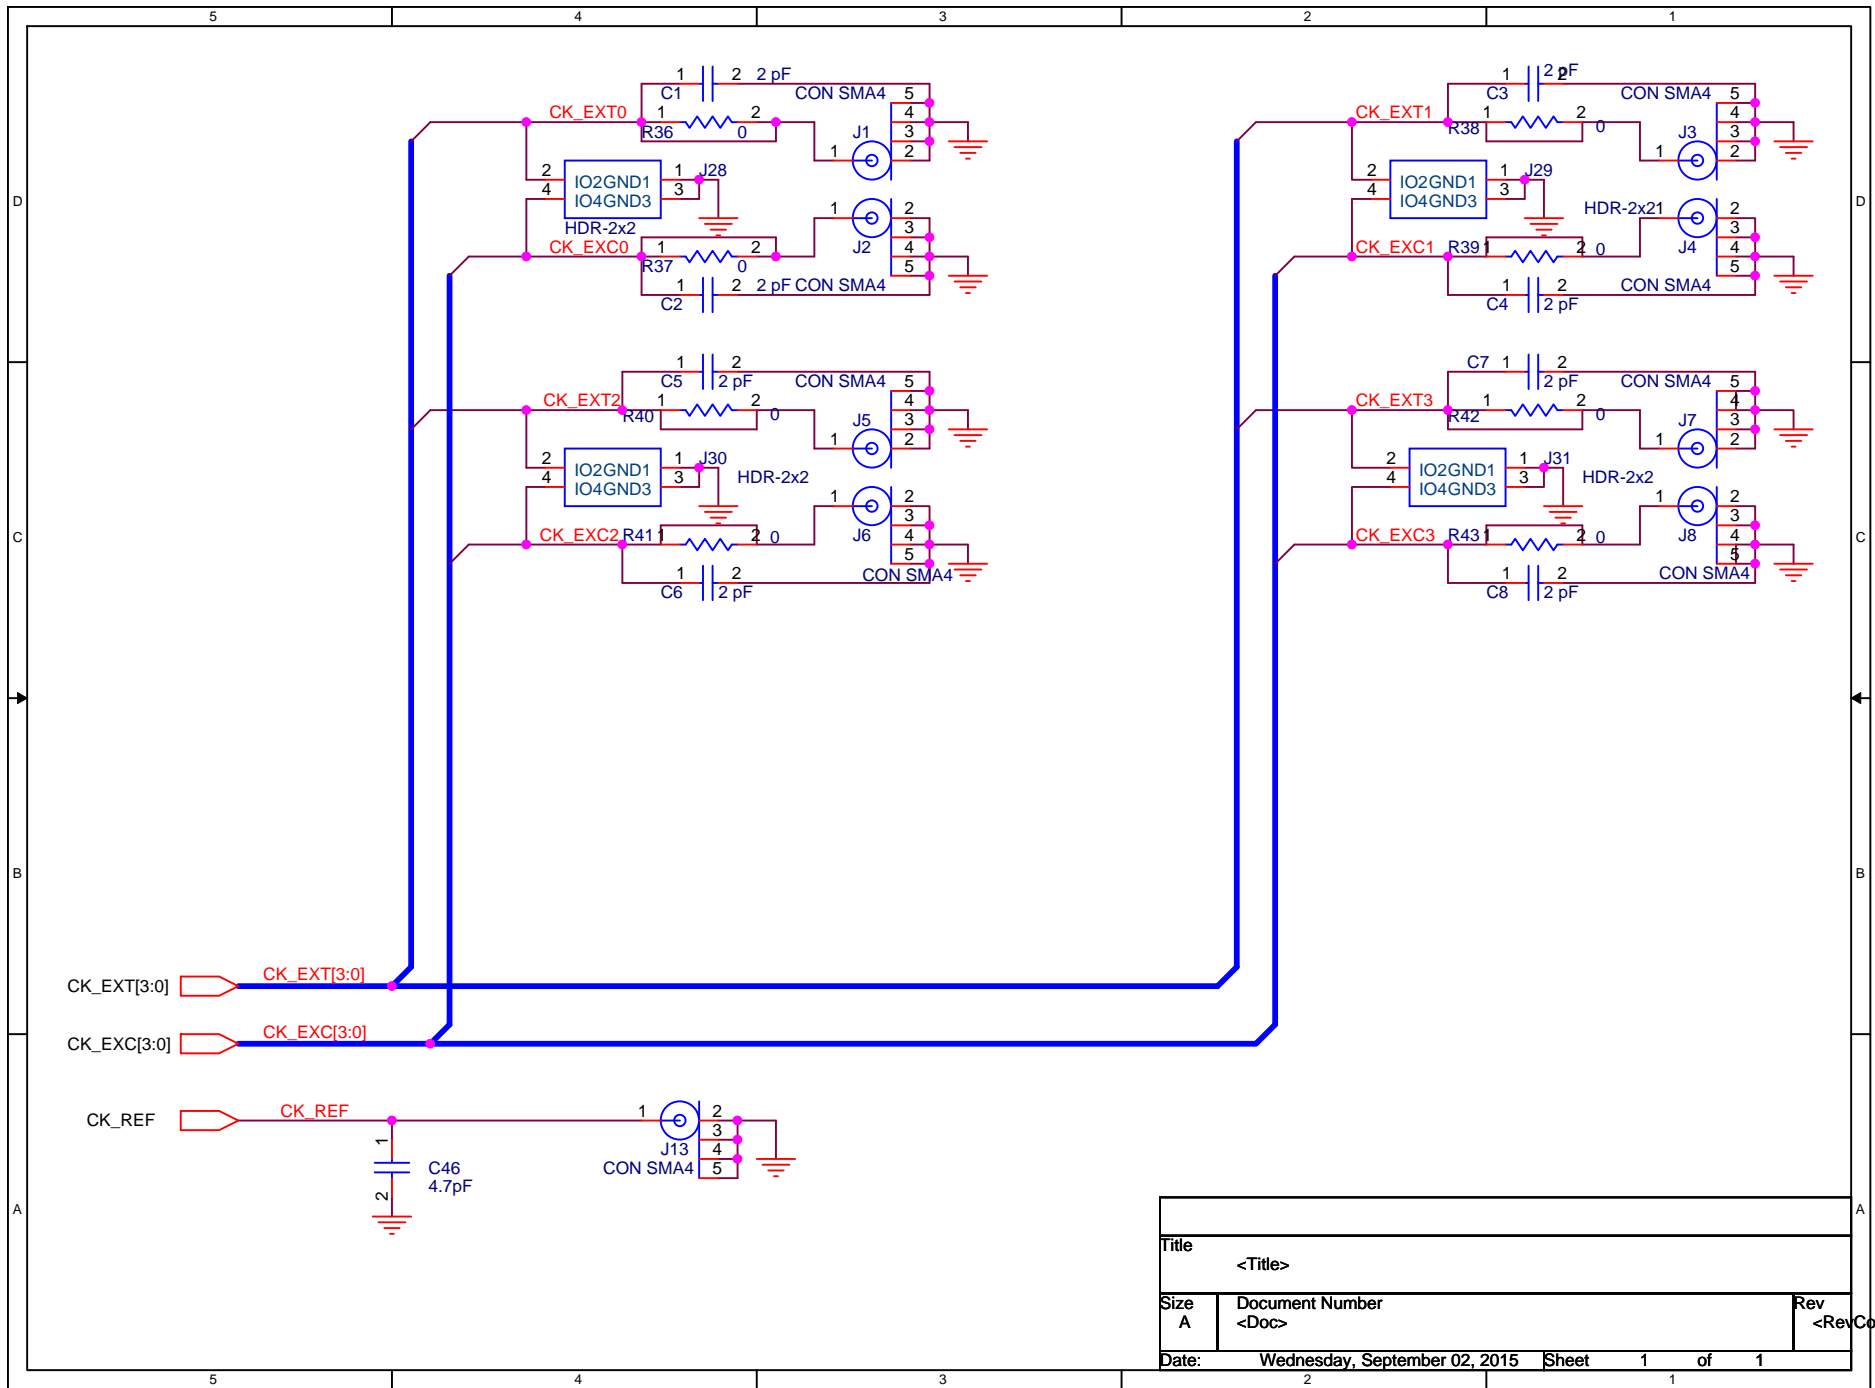 5 4 3 2 1
1 2 2 pF
C1 CON SMA4 5
CK_EXT0 1 2 4
R36 0 J1 3
1 2
2 IO2GND1 1 J28
4 IO4GND3 3
HDR-2x2
1 2
J2 3
CK_EXC0 1 2 4
R37 0 5
1 2 2 pF CON SMA4
C2
1 2 2 pF
C3 CON SMA4 5
CK_EXT1 1 2 4
R38 0 J3 3
1 2
2 IO2GND1 1 J29
4 IO4GND3 3
HDR-2x2 1 2
J4 3
CK_EXC1 R39 1 2 0 4
5
1 2 CON SMA4
C4 2 pF
D D
1 2
C5 2 pF CON SMA4 5
CK_EXT2 1 2 4
R40 0 J5 3
1 2
2 IO2GND1 1 J30
4 IO4GND3 3 HDR-2x2
1 2
J6 3
CK_EXC2 R41 1 2 0 4
5
1 2 CON SMA4
C6 2 pF
C7 1 2
2 pF CON SMA4 5
CK_EXT3 1 2 4
R42 0 J7 3
1 2
2 IO2GND1 1 J31
4 IO4GND3 3 HDR-2x2
1 2
J8 3
CK_EXC3 R43 1 2 0 4
5
1 2 CON SMA4
C8 2 pF
C C
B B
CK_EXT[3:0] CK_EXT[3:0]
CK_EXC[3:0] CK_EXC[3:0]
CK_REF CK_REF 1 2
3
1 J13 4
C46 CON SMA4 5
2 4.7pF
A A
Title
<Title>
Size Document Number Rev
A <Doc> <RevCo
Date: Wednesday, September 02, 2015 Sheet 1 of 1
5 4 3 2 1